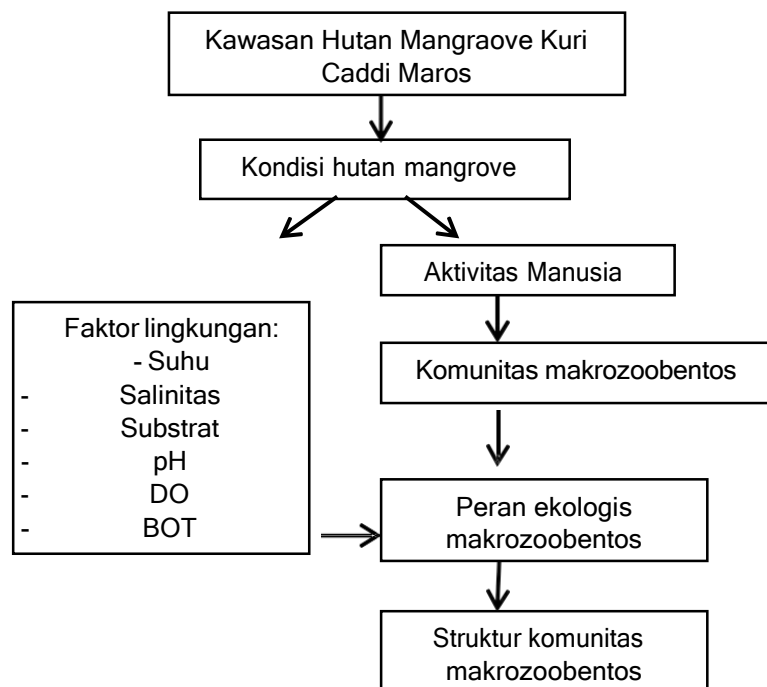 Kawasan Hutan Mangraove Kuri
Caddi Maros
Kondisi hutan mangrove
Aktivitas Manusia
Faktor lingkungan:
- Suhu
- Salinitas
- Substrat
- pH
- DO
- BOT
Komunitas makrozoobentos
Peran ekologis
makrozoobentos
Struktur komunitas
makrozoobentos